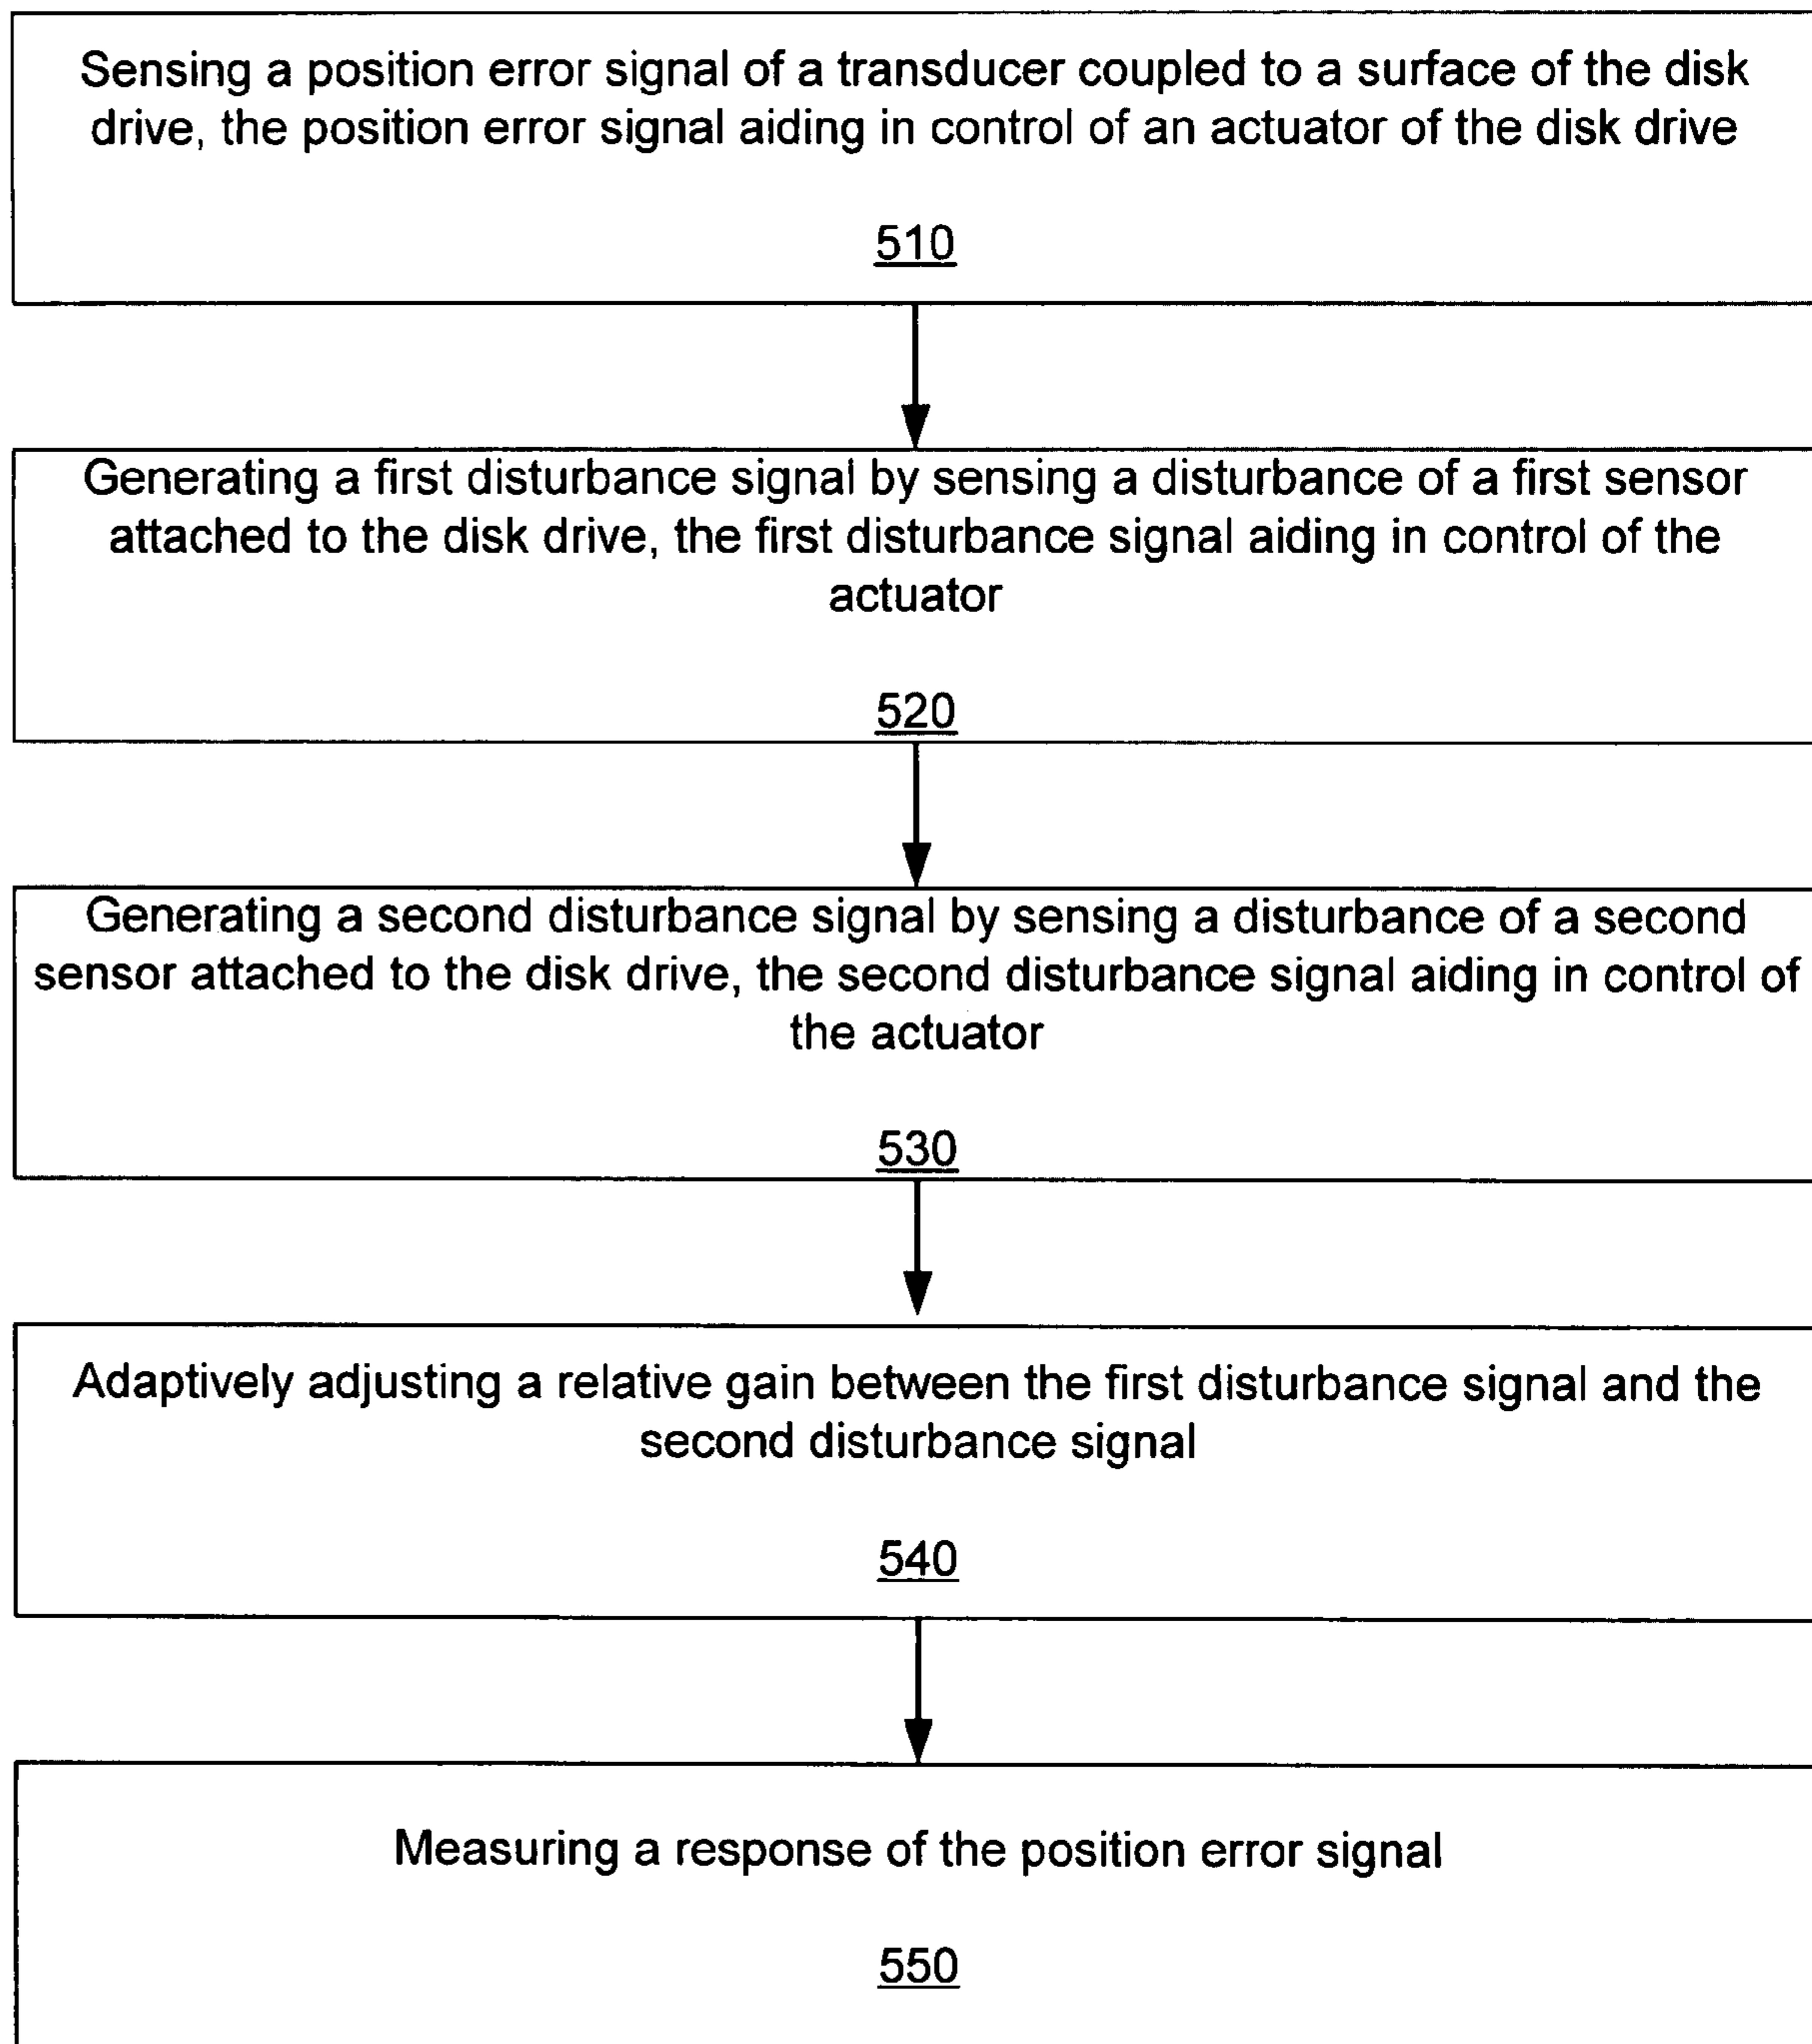 Sensing a position error signal of a transducer coupled to a surface of the disk
drive, the position error signal aiding in control of an actuator of the disk drive
510
Generating a first disturbance signal by sensing a disturbance of a first sensor
attached to the disk drive, the first disturbance signal aiding in control of the
actuator
520
Generating a second disturbance signal by sensing a disturbance of a second
sensor attached to the disk drive, the second disturbance signal aiding in control of
the actuator
530
Adaptively adjusting a relative gain between the first disturbance signal and the
second disturbance signal
540
Measuring a response of the position error signal
550